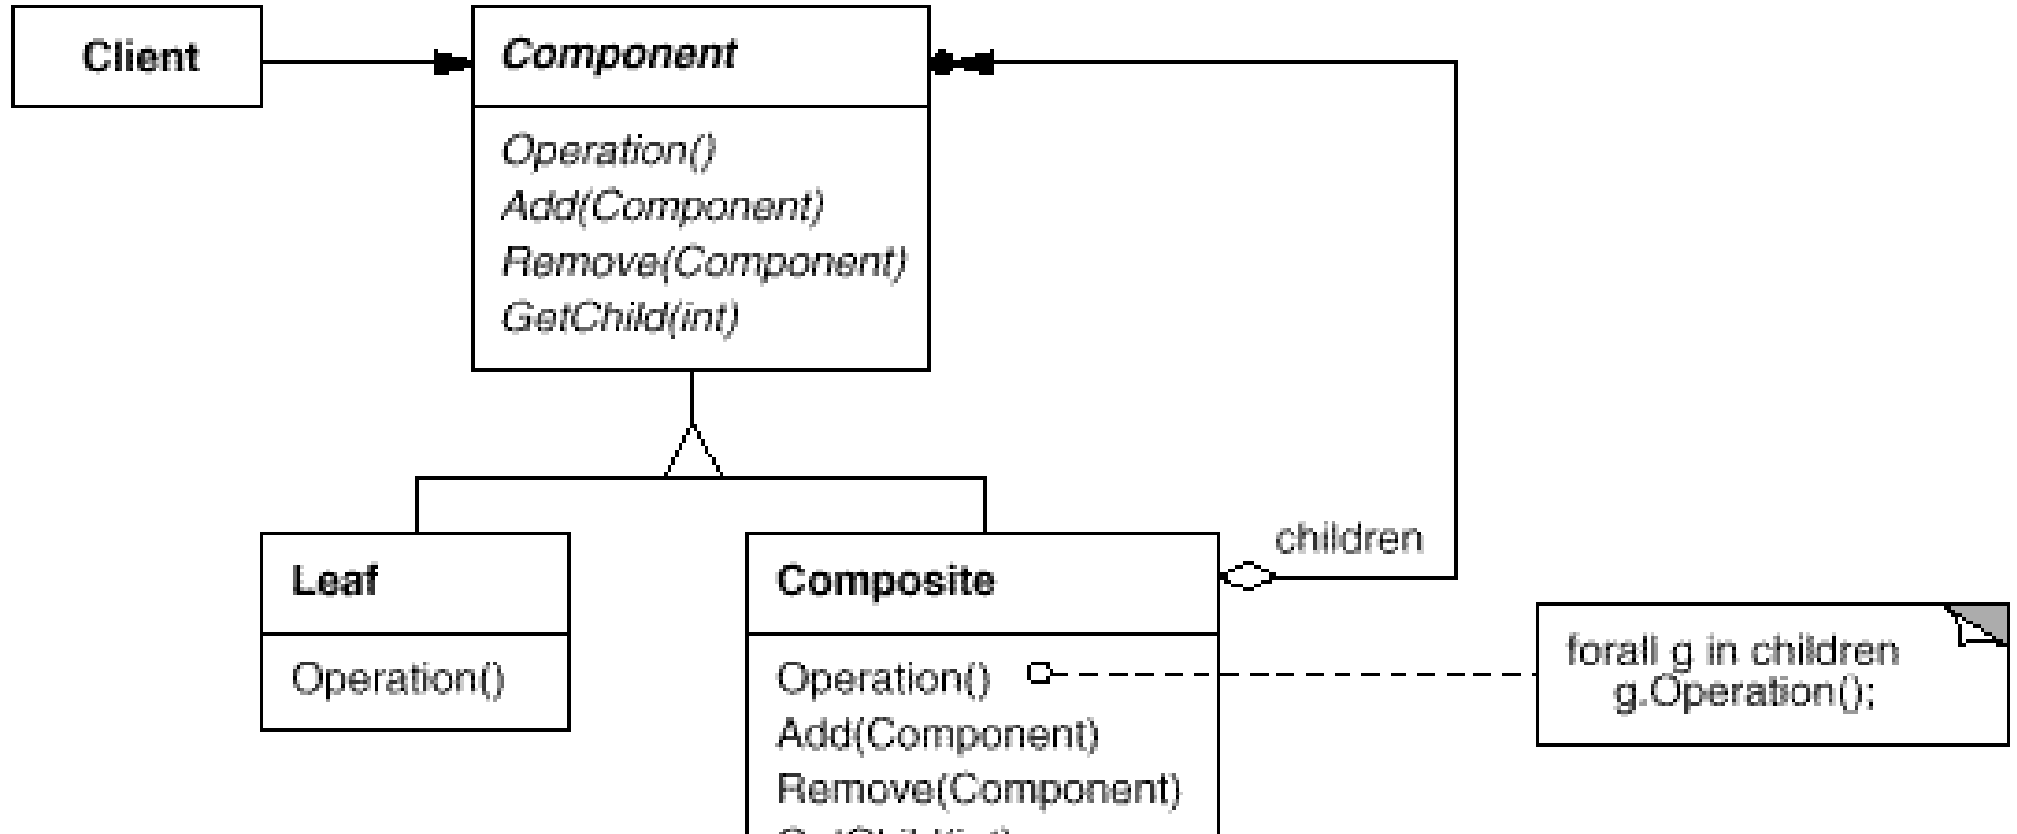 Client
Component
Operation()
Add(Component)
Remove(Component)
GetChild(int)
children
Leaf
Operation()
Composite
Operation()
Add(Component)
Remove(Component)
forall g in children
g.Operation();